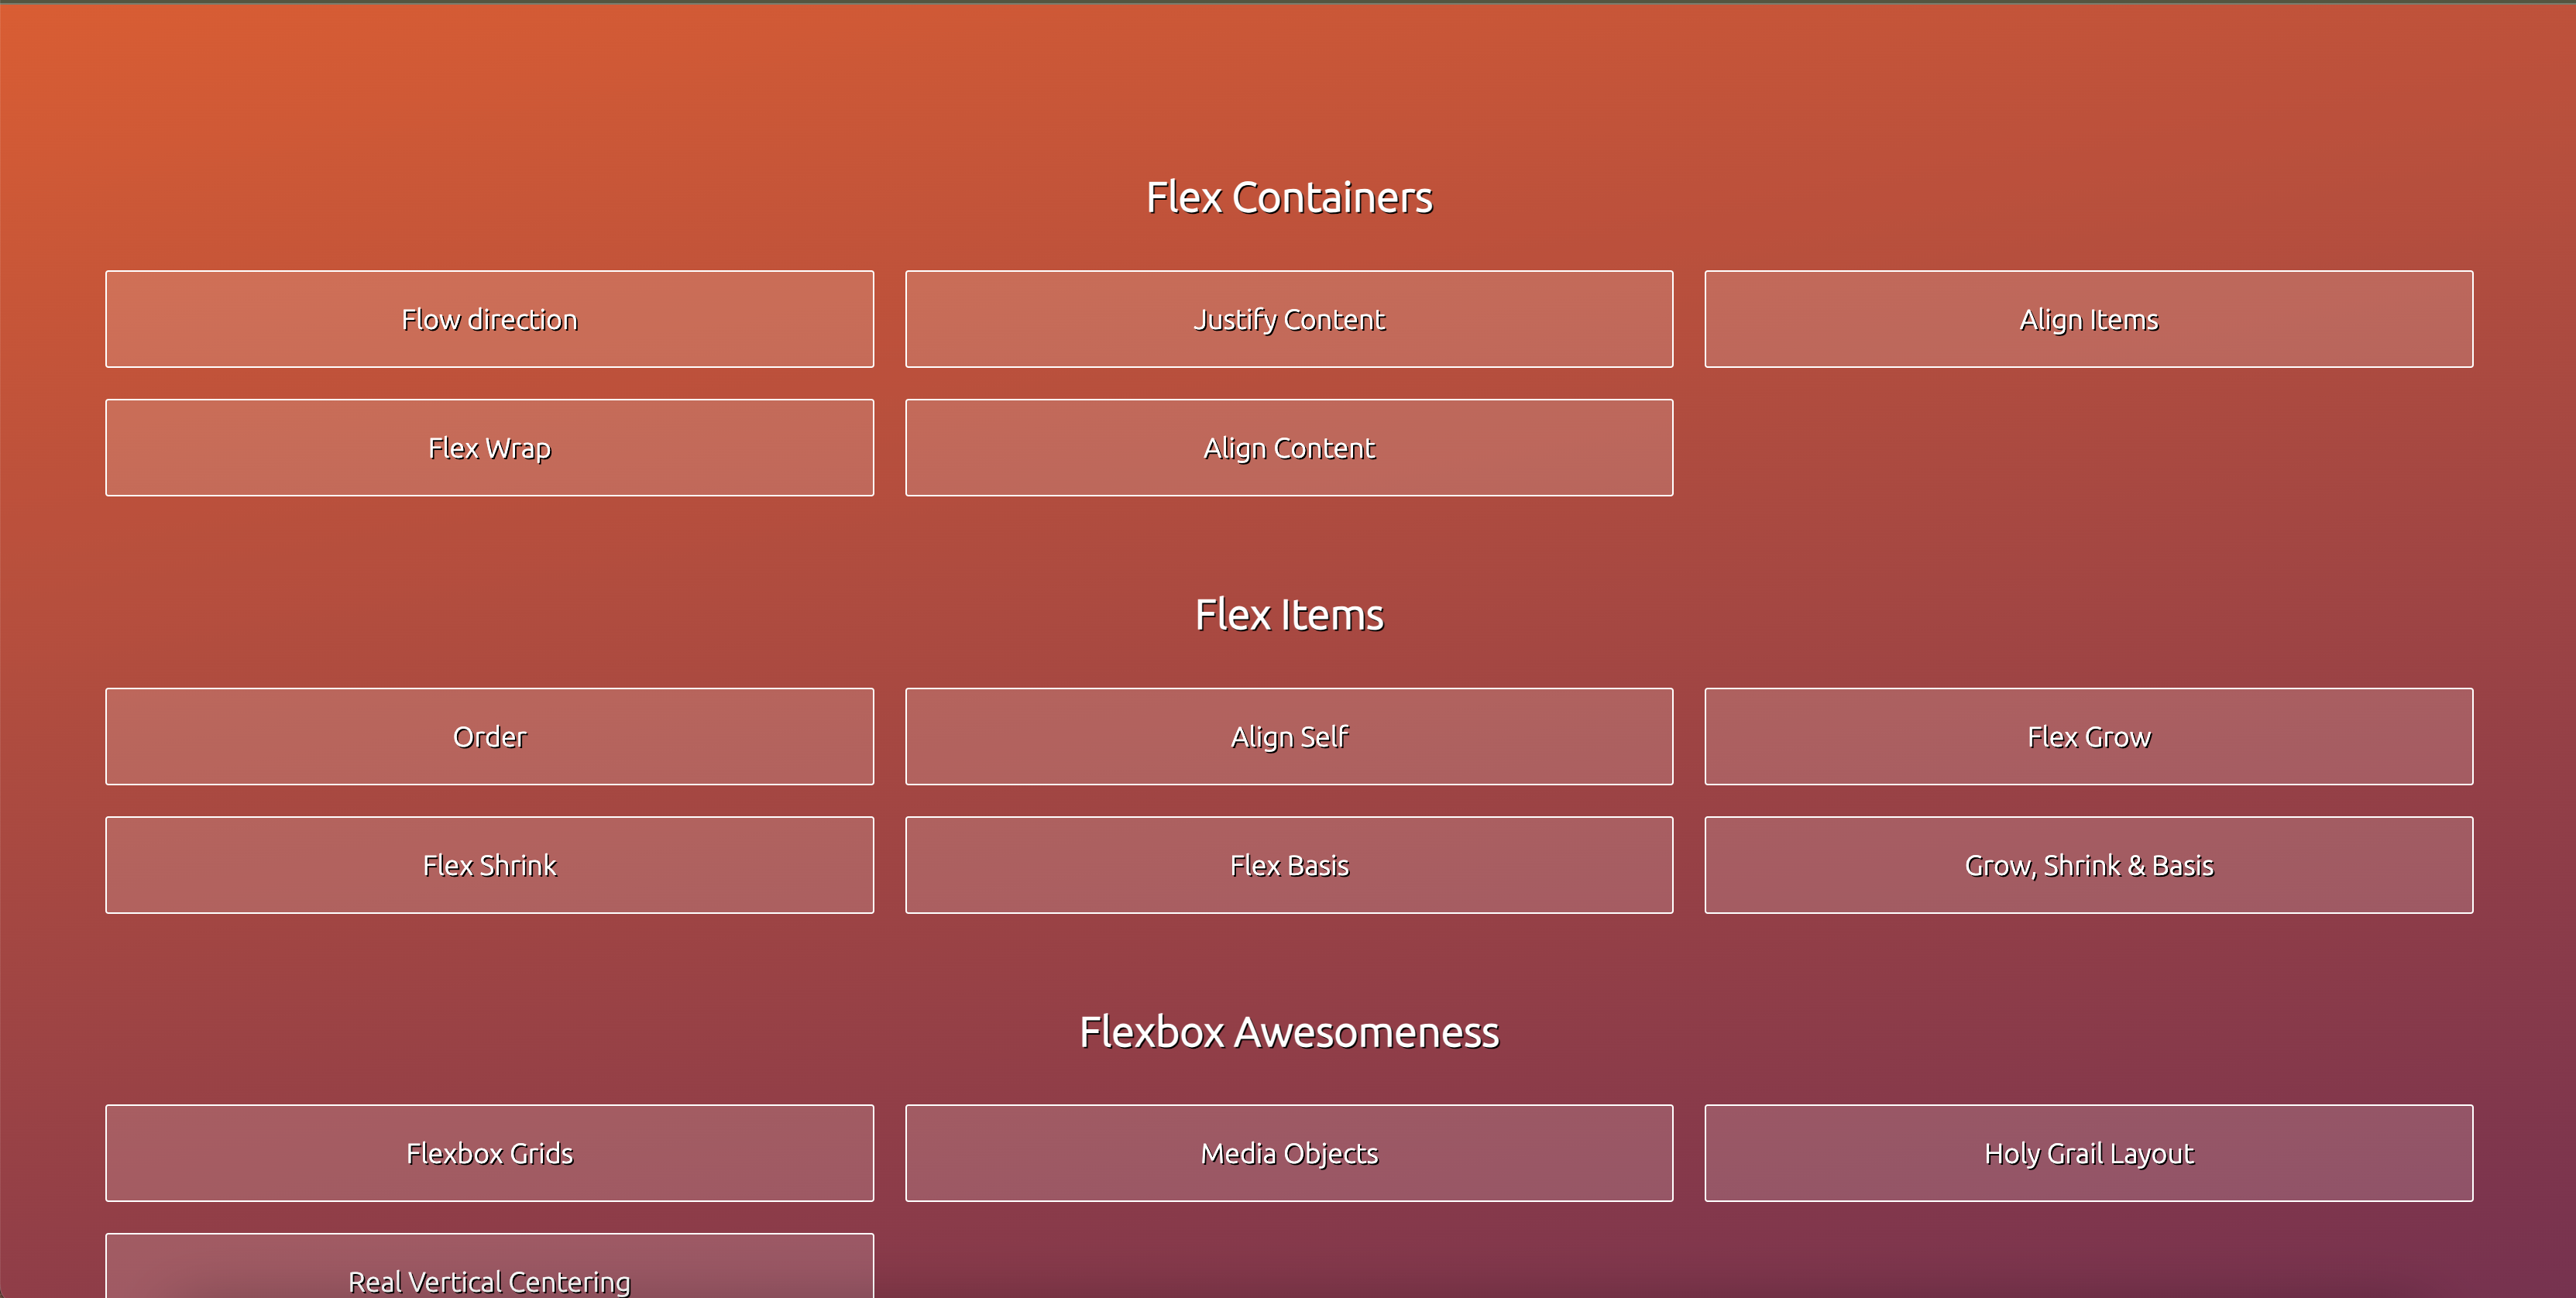 Flex Containers
Flow direction
Justify Content
Align Items
Flex Wrap
Align Content
Flex Items
Order
Align Self
Flex Grow
Flex Shrink
Flex Basis
Grow, Shrink & Basis
Flexbox Awesomeness
Flexbox Grids
Media Objects
Holy Grail Layout
Real Vertical Centering